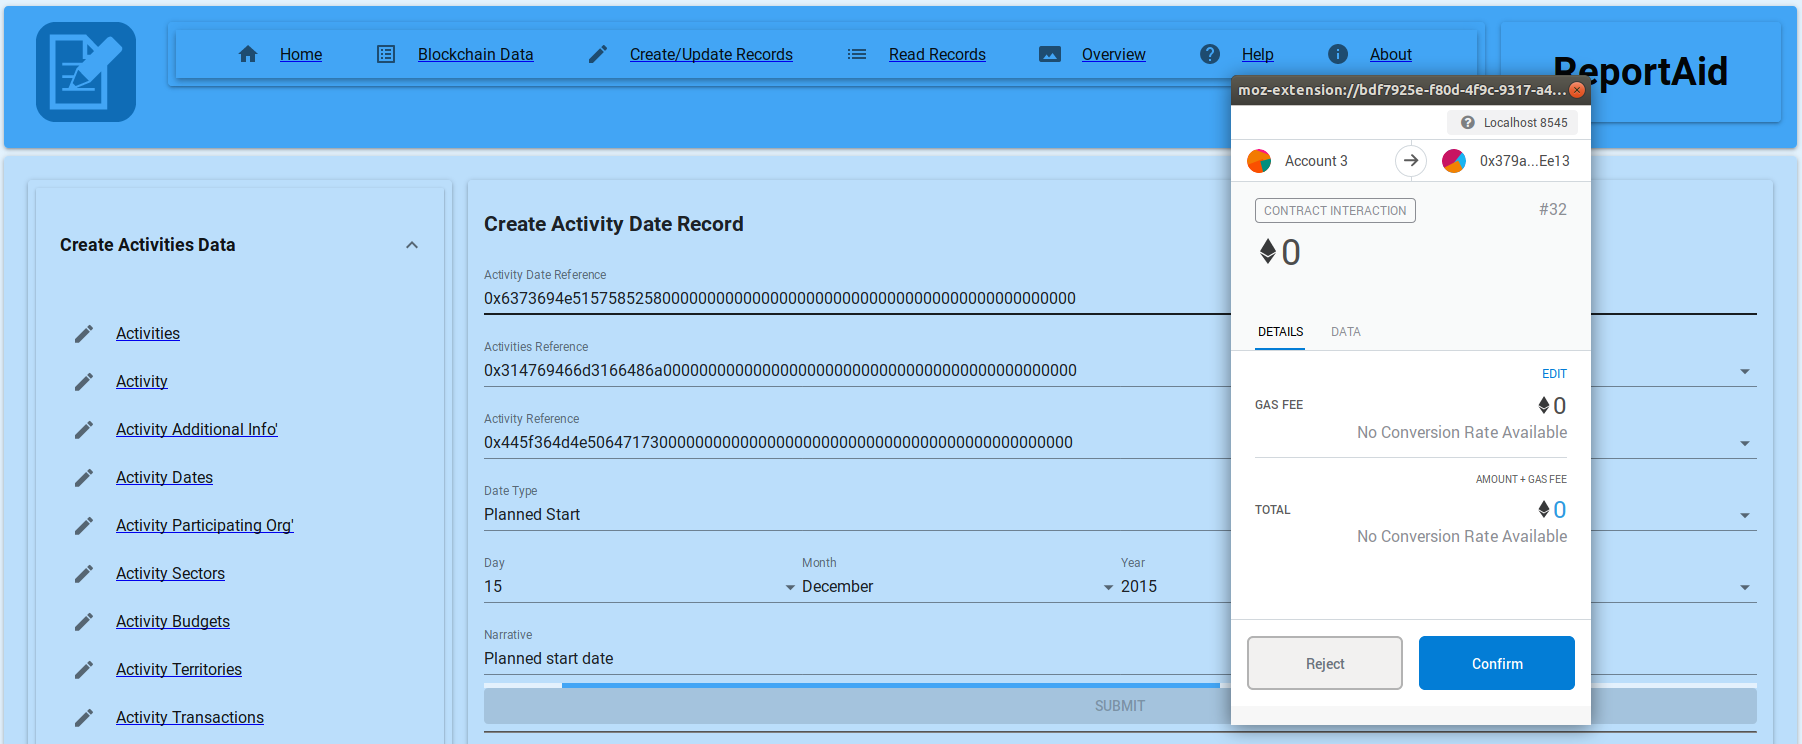 Home
Blockchain Data
Create/Update Records
Read Records
Overview
Help
About
ReportAid
Create Activities Data
Activities
Activity
Activity Additional Info'
Activity Dates
Activity Participating Org'
Activity Sectors
Activity Budgets
Activity Territories
Activity Transactions
Create Activity Date Record
Activity Date Reference
Activities Reference
Activity Reference
Date Type
Planned Start
Day
Month
Year
15
December
2015
Narrative
Planned start date
SUBMIT
moz-extension://bdf7925e-f80d-4f9c-9317-a4...
Localhost 8545
Account 3
0x379a...Ee13
CONTRACT INTERACTION
#32
0
DETAILS
DATA
EDIT
GAS FEE
0
No Conversion Rate Available
AMOUNT + GAS FEE
TOTAL
0
No Conversion Rate Available
Reject
Confirm